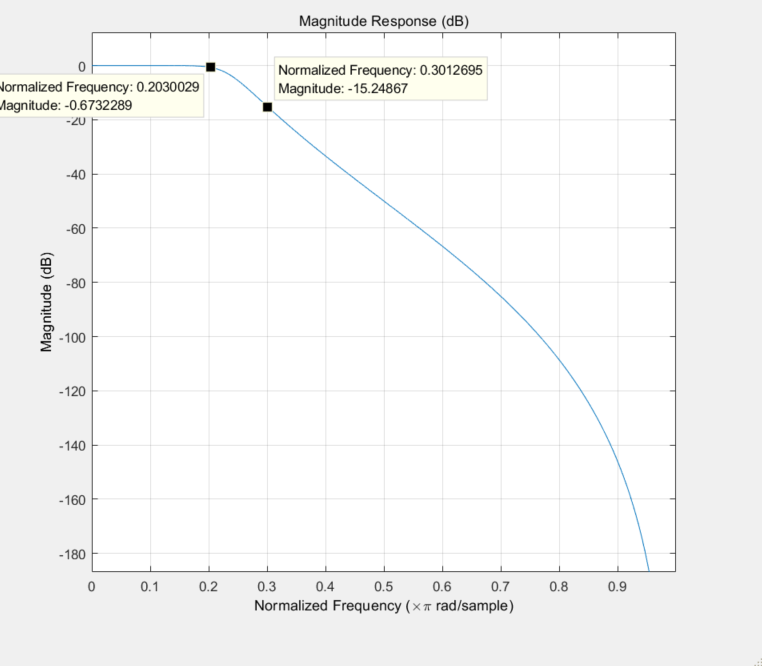 Magnitude Response (dB)
0
Normalized Frequency: 0.3012695
Magnitude: -15.24867
Normalized Frequency: 0.2030029
Magnitude: -0.6732289
-20
-40
-60
-80
-100
-120
-140
-160
-180
Magnitude (dB)
0 0.1 0.2 0.3 0.4 0.5 0.6 0.7 0.8 0.9
Normalized Frequency (×π rad/sample)